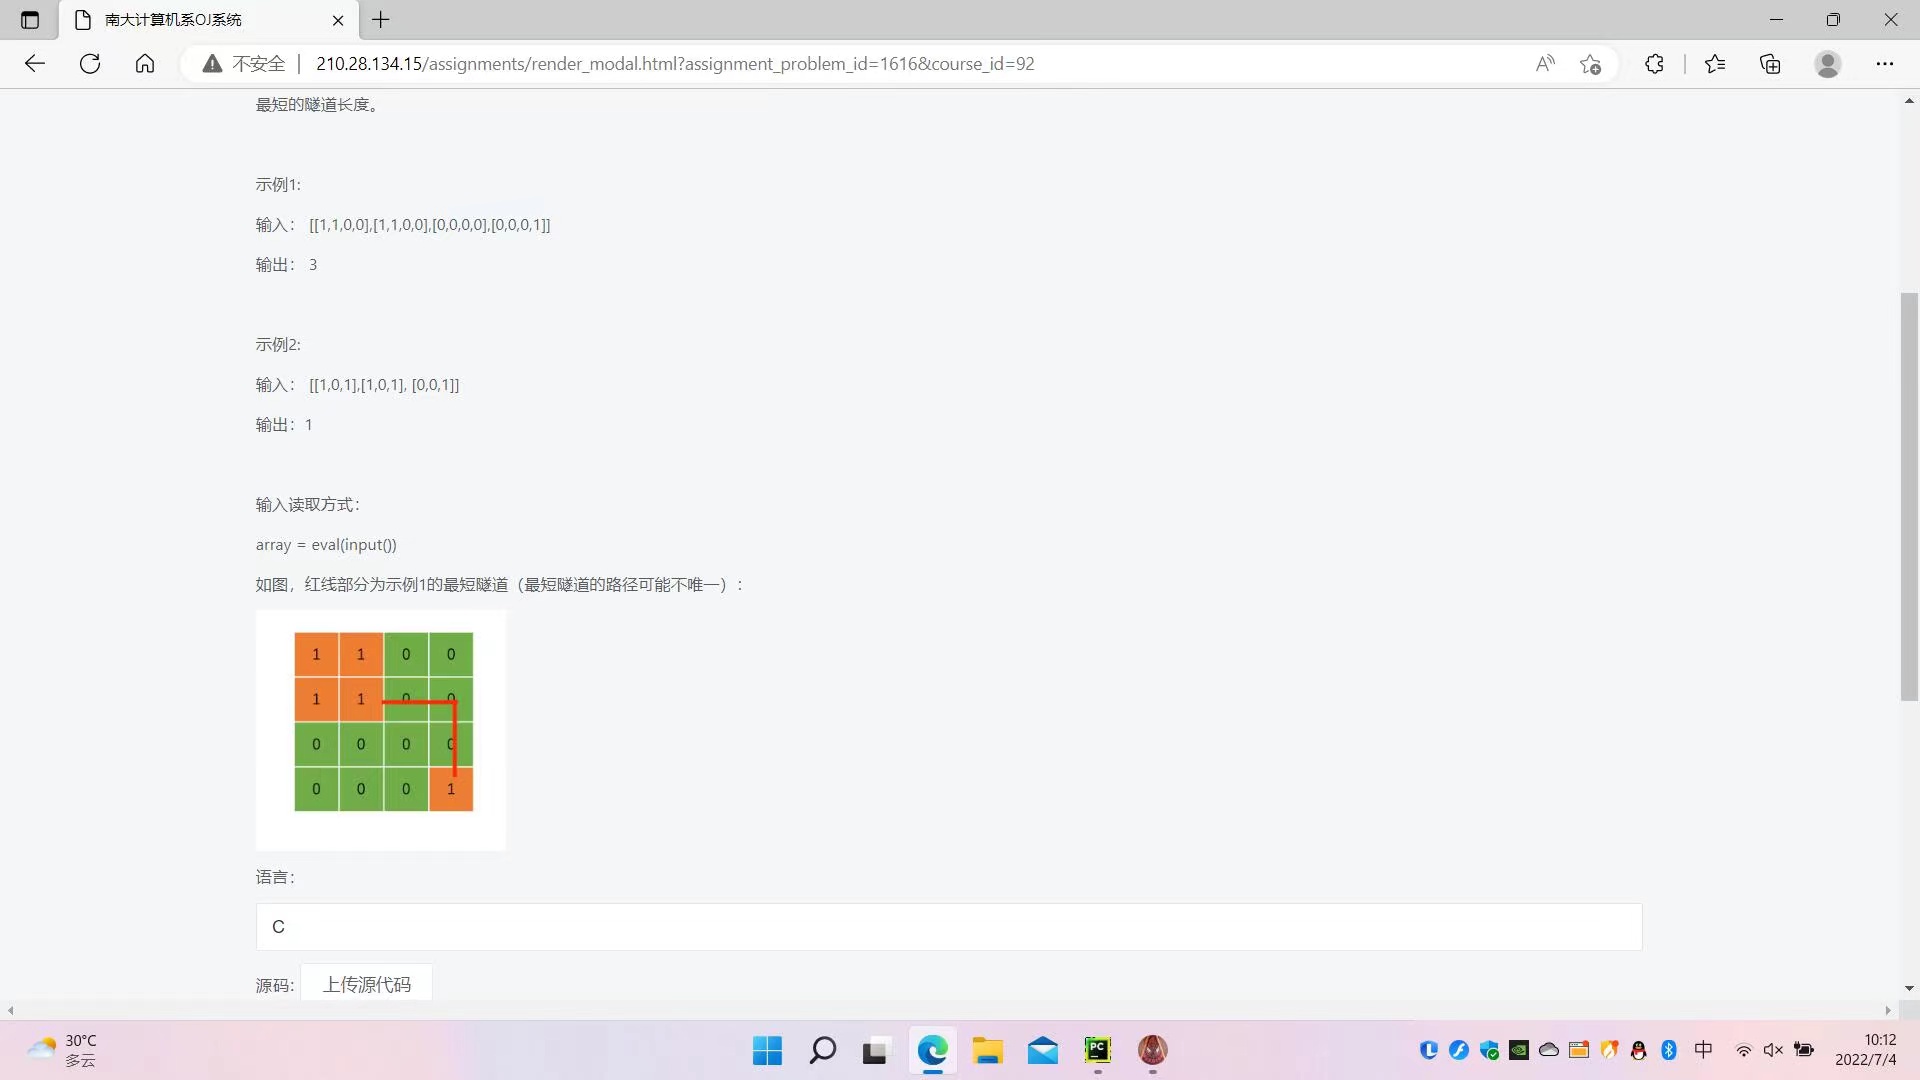 南大计算机系OJ系统
不安全 | 210.28.134.15/assignments/render_modal.html?assignment_problem_id=1616&course_id=92
最短的隧道长度。
示例1:
输入： [[1,1,0,0],[1,1,0,0],[0,0,0,0],[0,0,0,1]]
输出： 3
示例2:
输入： [[1,0,1],[1,0,1], [0,0,1]]
输出：1
输入读取方式：
array = eval(input())
如图，红线部分为示例1的最短隧道（最短隧道的路径可能不唯一）：
1 1 0 0
1 1 0 0
0 0 0 0
0 0 0 1
语言：
C
源码: 上传源代码
30°C
多云
PC
中
10:12
2022/7/4